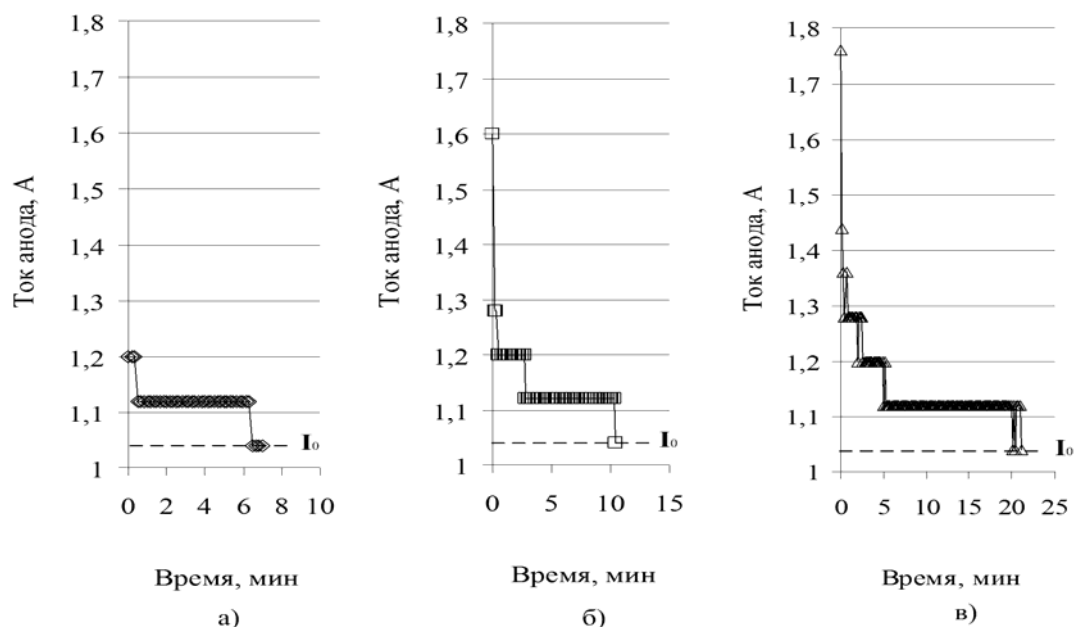 Ток анода, А
1,8
1,7
1,6
1,5
1,4
1,3
1,2
1,1
1
I₀
0 2 4 6 8 10
Время, мин
а)
Ток анода, А
1,8
1,7
1,6
1,5
1,4
1,3
1,2
1,1
1
I₀
0 5 10 15
Время, мин
б)
Ток анода, А
1,8
1,7
1,6
1,5
1,4
1,3
1,2
1,1
1
I₀
0 5 10 15 20 25
Время, мин
в)